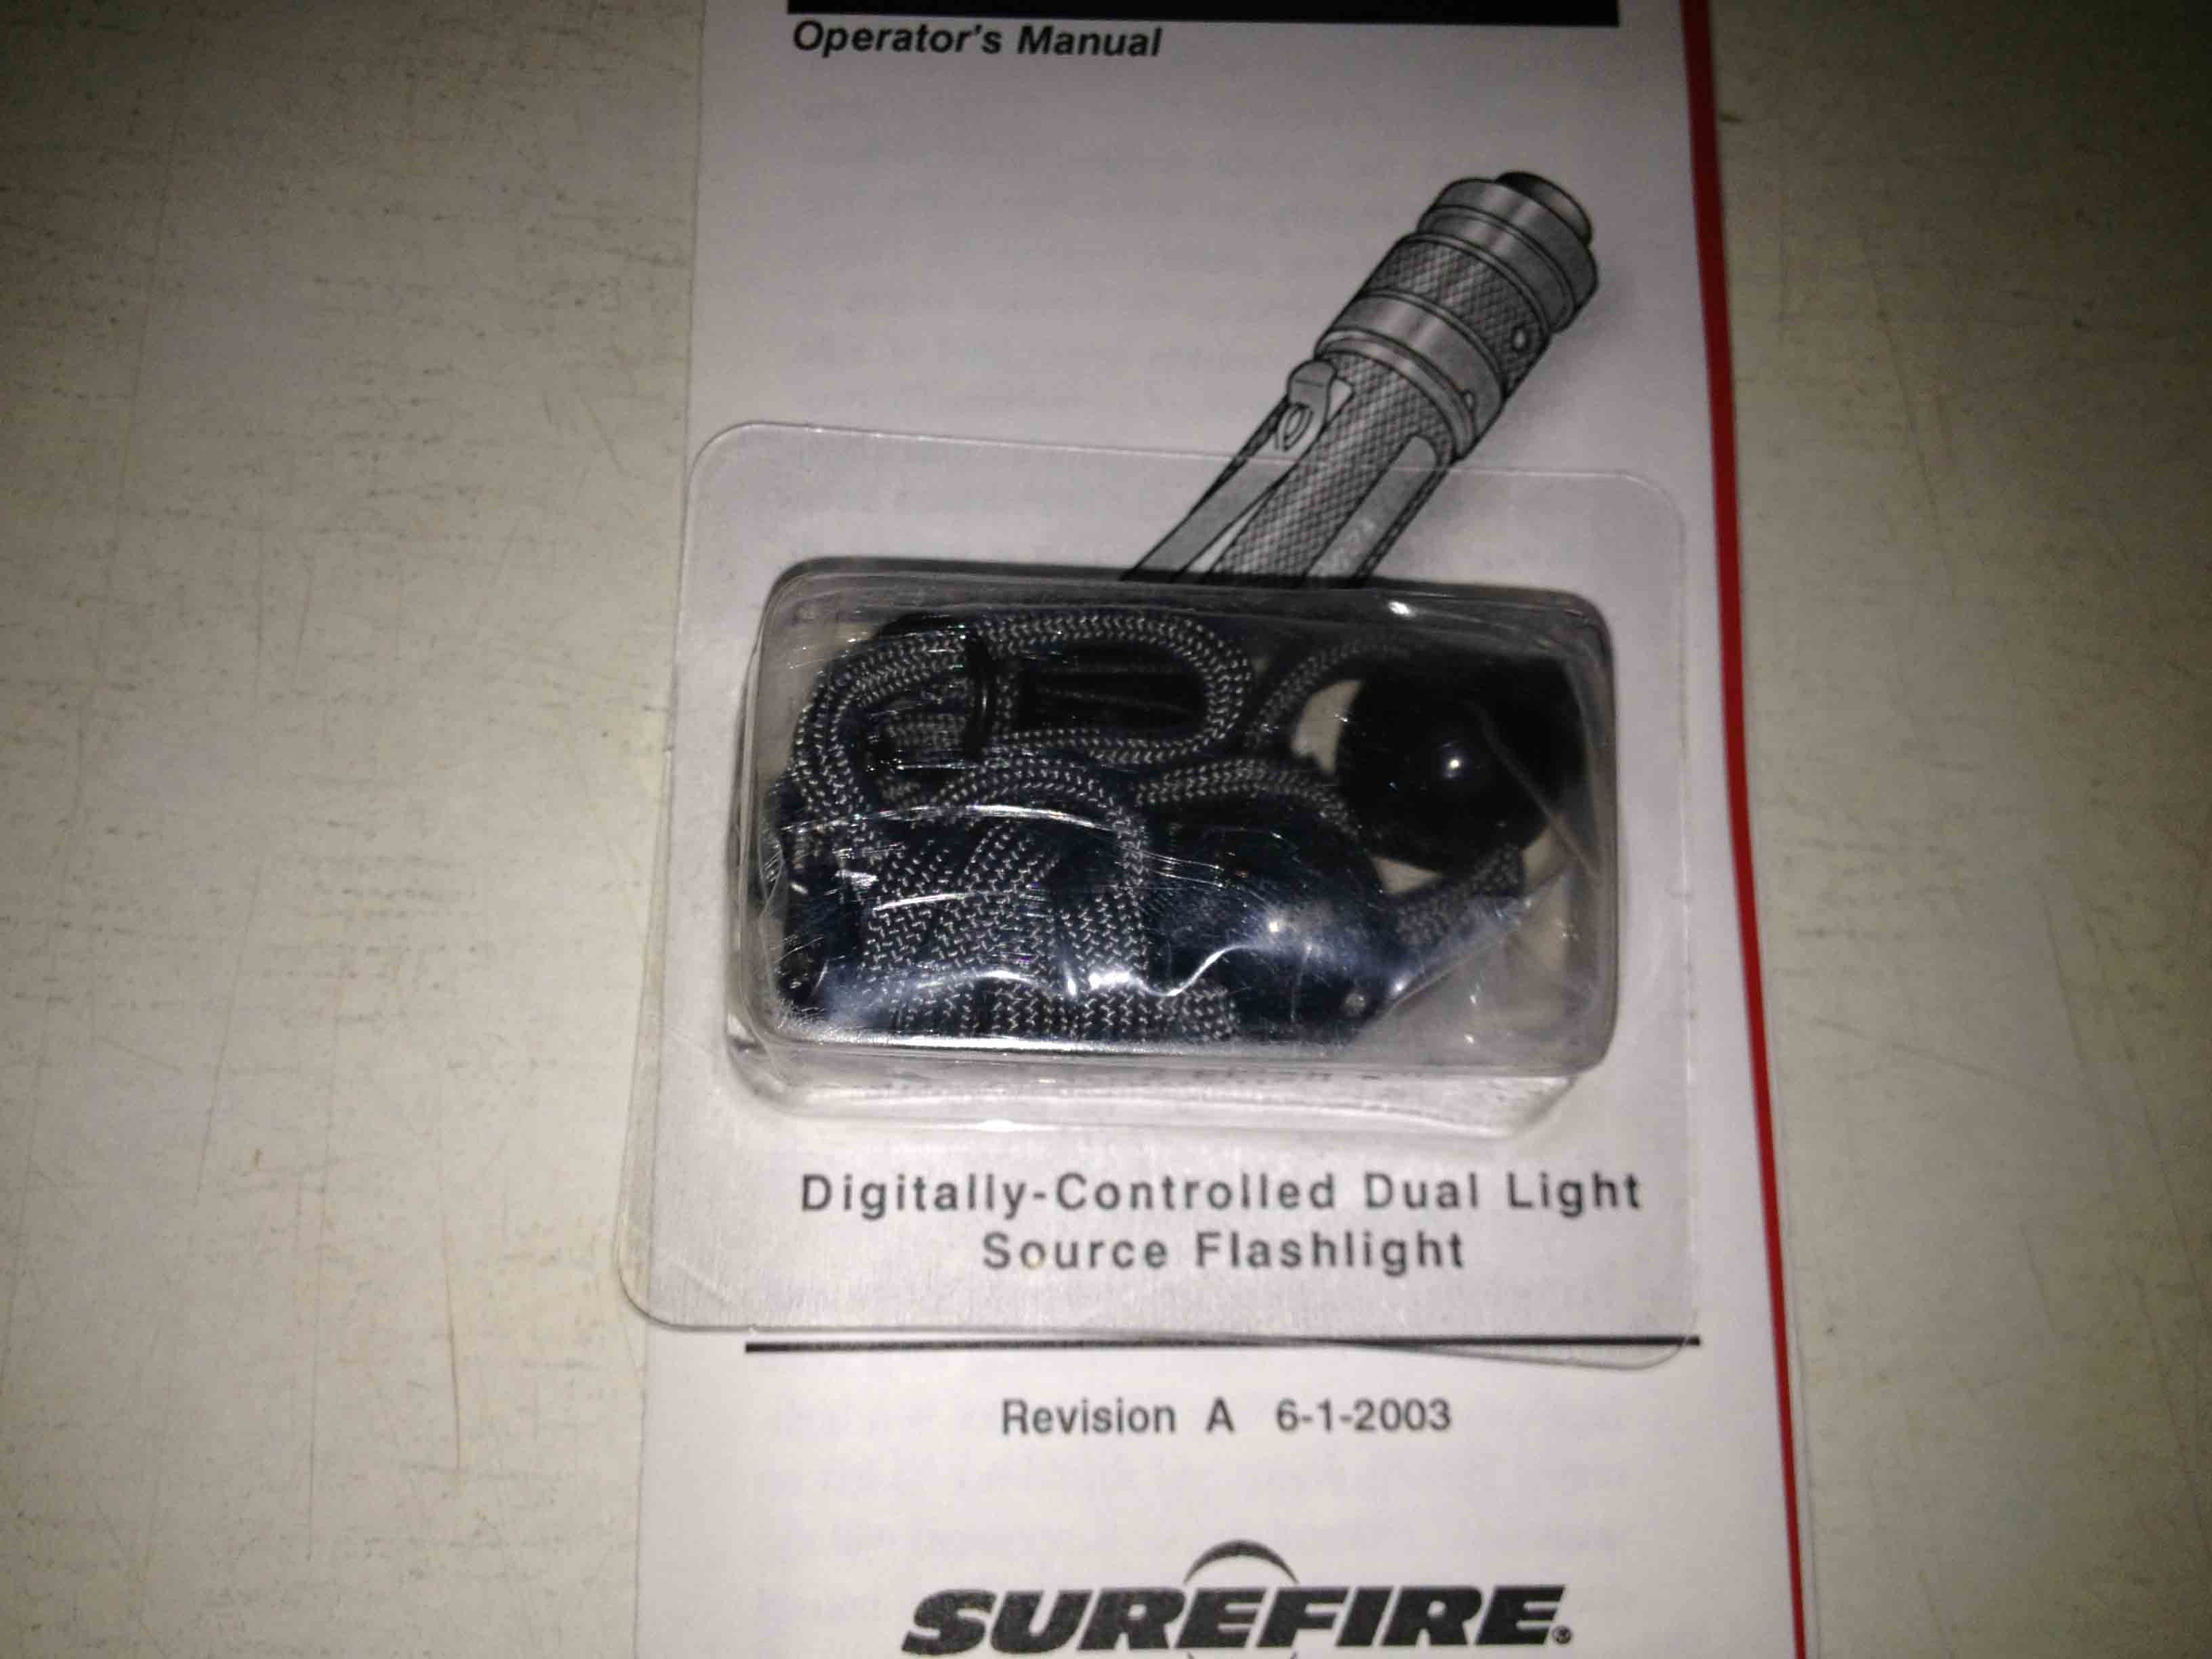 Operator's Manual
Digitally-Controlled Dual Light
Source Flashlight
Revision A 6-1-2003
SUREFIRE®